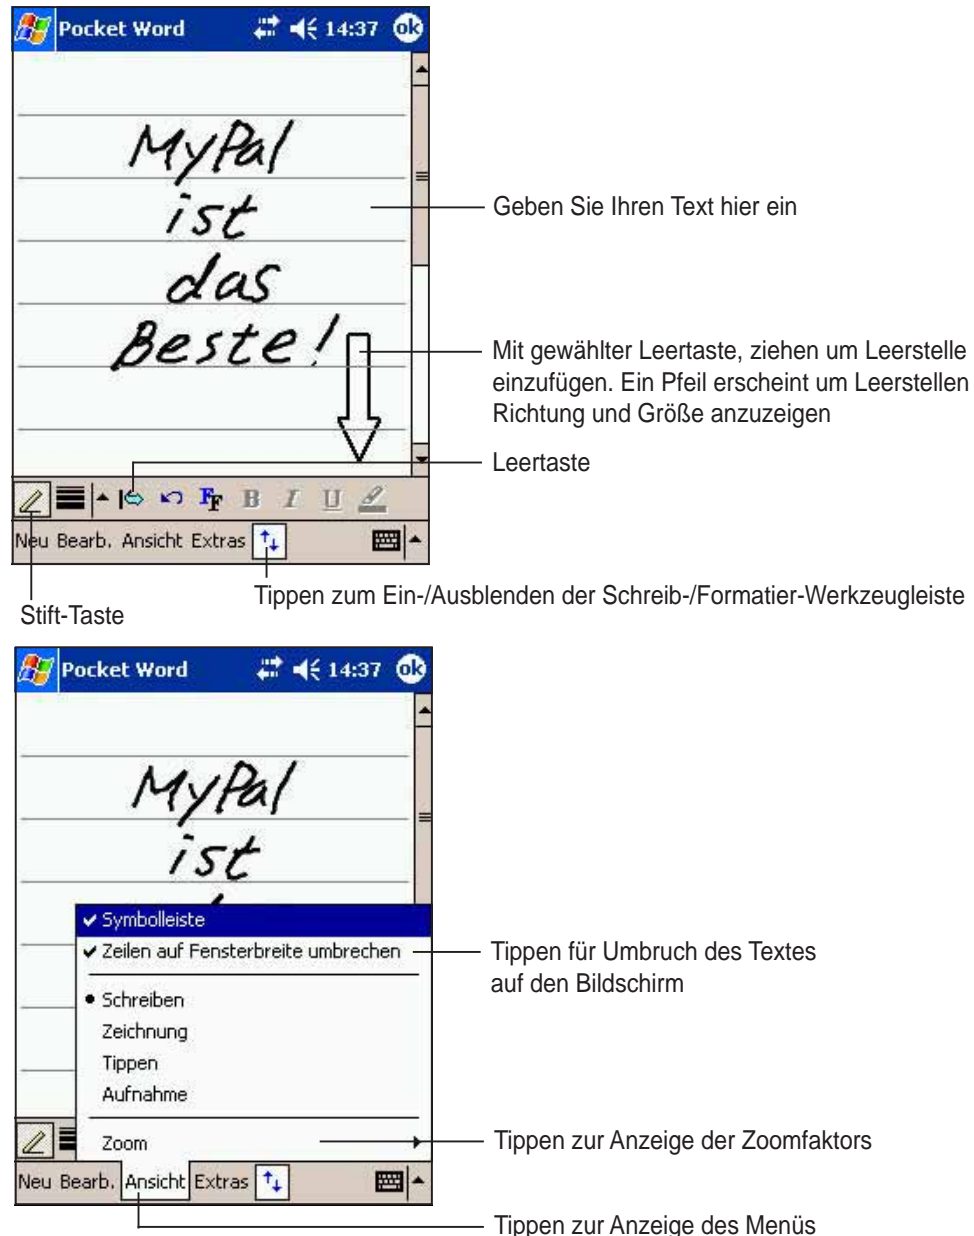 Pocket Word 14:37 ok
MyPal
ist
das
Beste!
Geben Sie Ihren Text hier ein
Mit gewählter Leertaste, ziehen um Leerstelle
einzufügen. Ein Pfeil erscheint um Leerstellen
Richtung und Größe anzuzeigen
Leertaste
FF B I U
Neu Bearb. Ansicht Extras
Tippen zum Ein-/Ausblenden der Schreib-/Formatier-Werkzeugleiste
Stift-Taste
Pocket Word 14:37 ok
MyPal
ist
Symbolleiste
Zeilen auf Fensterbreite umbrechen
Tippen für Umbruch des Textes
auf den Bildschirm
Schreiben
Zeichnung
Tippen
Aufnahme
Zoom
Tippen zur Anzeige der Zoomfaktors
Neu Bearb. Ansicht Extras
Tippen zur Anzeige des Menüs